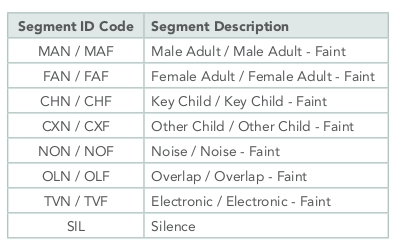 Segment ID Code Segment Description
MAN / MAF Male Adult / Male Adult - Faint
FAN / FAF Female Adult / Female Adult - Faint
CHN / CHF Key Child / Key Child - Faint
CXN / CXF Other Child / Other Child - Faint
NON / NOF Noise / Noise - Faint
OLN / OLF Overlap / Overlap - Faint
TVN / TVF Electronic / Electronic - Faint
SIL Silence